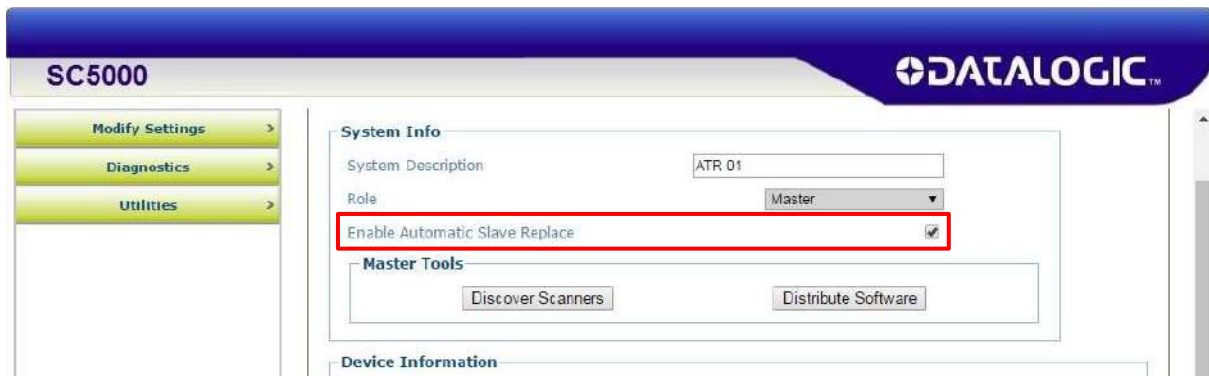 SC5000
DATALOGIC™
Modify Settings >
Diagnostics >
Utilities >
System Info
System Description ATR 01
Role Master
Enable Automatic Slave Replace
Master Tools
Discover Scanners Distribute Software
Device Information